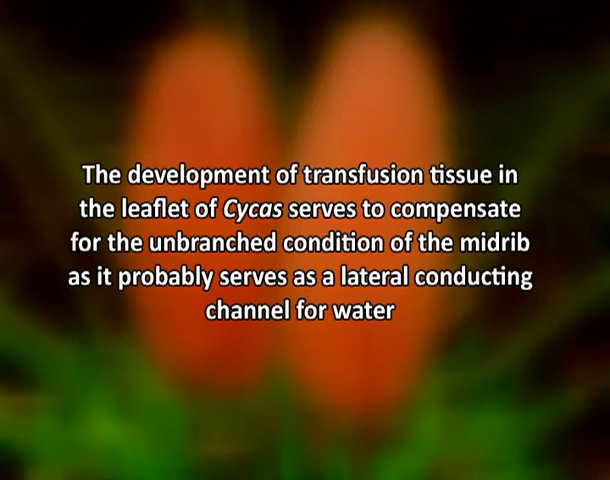 The development of transfusion tissue in
the leaflet of Cycas serves to compensate
for the unbranched condition of the midrib
as it probably serves as a lateral conducting
channel for water